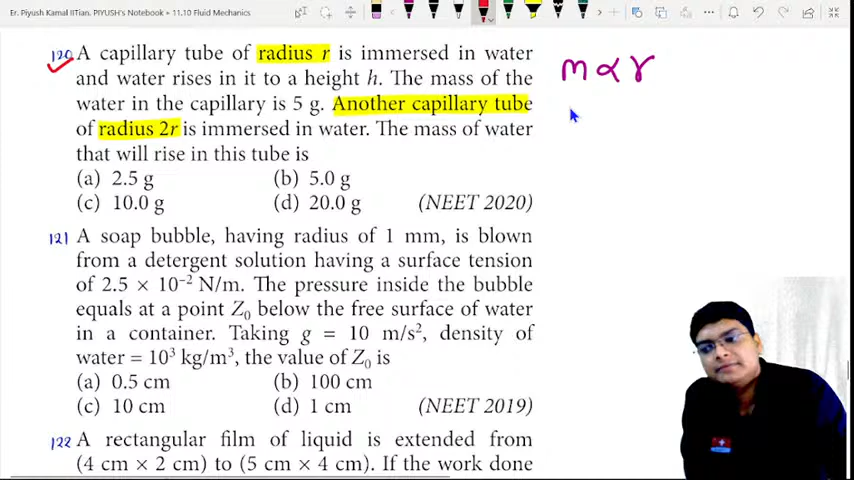 Er. Piyush Kamal IITian. PIYUSH's Notebook » 11.10 Fluid Mechanics
120 A capillary tube of radius r is immersed in water
and water rises in it to a height h. The mass of the
water in the capillary is 5 g. Another capillary tube
of radius 2r is immersed in water. The mass of water
that will rise in this tube is
(a) 2.5 g (b) 5.0 g
(c) 10.0 g (d) 20.0 g (NEET 2020)
m ∝ r
121 A soap bubble, having radius of 1 mm, is blown
from a detergent solution having a surface tension
of 2.5 × 10⁻² N/m. The pressure inside the bubble
equals at a point Z₀ below the free surface of water
in a container. Taking g = 10 m/s², density of
water = 10³ kg/m³, the value of Z₀ is
(a) 0.5 cm (b) 100 cm
(c) 10 cm (d) 1 cm (NEET 2019)
122 A rectangular film of liquid is extended from
(4 cm × 2 cm) to (5 cm × 4 cm). If the work done